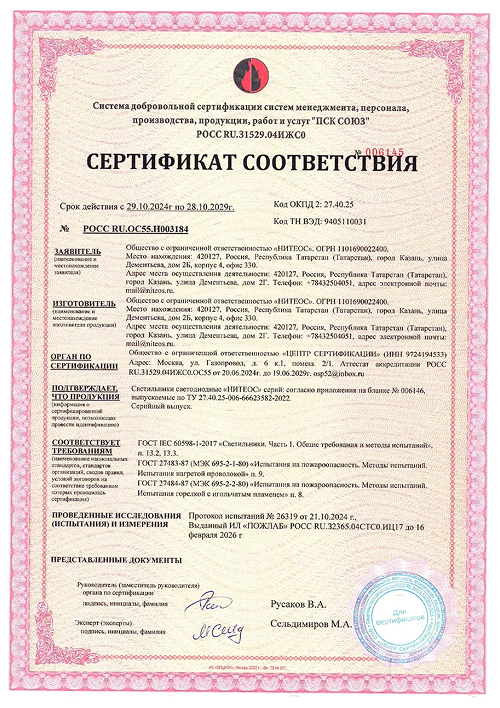 Система добровольной сертификации систем менеджмента, персонала,
производства, продукции, работ и услуг "ПСК СОЮЗ"
РОСС RU.31529.04ИЖС0
№ 006145
СЕРТИФИКАТ СООТВЕТСТВИЯ
Срок действия с 29.10.2024г по 28.10.2029г.
Код ОКПД 2: 27.40.25
Код ТН ВЭД: 9405110031
№ РОСС RU.ОС55.Н003184
ЗАЯВИТЕЛЬ
(наименование и
местонахождение
заявителя)
Общество с ограниченной ответственностью «НИТЕОС». ОГРН 1101690022400.
Место нахождения: 420127, Россия, Республика Татарстан (Татарстан), город Казань, улица
Дементьева, дом 2Б, корпус 4, офис 330.
Адрес места осуществления деятельности: 420127, Россия, Республика Татарстан (Татарстан),
город Казань, улица Дементьева, дом 2Г. Телефон: +78432504051, адрес электронной почты:
mail@niteos.ru.
ИЗГОТОВИТЕЛЬ
(наименование и
местонахождение
изготовителя продукции)
Общество с ограниченной ответственностью «НИТЕОС». ОГРН 1101690022400.
Место нахождения: 420127, Россия, Республика Татарстан (Татарстан), город Казань, улица
Дементьева, дом 2Б, корпус 4, офис 330.
Адрес места осуществления деятельности: 420127, Россия, Республика Татарстан (Татарстан),
город Казань, улица Дементьева, дом 2Г. Телефон: +78432504051, адрес электронной почты:
mail@niteos.ru.
ОРГАН ПО
СЕРТИФИКАЦИИ
Общество с ограниченной ответственностью «ЦЕНТР СЕРТИФИКАЦИИ» (ИНН 9724194533)
Адрес: Москва, ул. Газопровод, д. 6 к.1, помещ. 2/1. Аттестат аккредитации РОСС
RU.31529.04ИЖС0.ОС55 от 20.06.2024г. до 19.06.2029г. osp52@inbox.ru
ПОДТВЕРЖДАЕТ,
ЧТО ПРОДУКЦИЯ
(информация о
сертифицированной
продукции, позволяющая
провести идентификацию)
Светильники светодиодные «НИТЕОС» серий: согласно приложения на бланке № 006146,
выпускаемые по ТУ 27.40.25-006-66623582-2022.
Серийный выпуск.
СООТВЕТСТВУЕТ
ТРЕБОВАНИЯМ
(наименование национальных
стандартов, стандартов
организаций, сводов правил,
условий договоров на
соответствие требованиям
которых проводилась
сертификация)
ГОСТ IEC 60598-1-2017 «Светильники. Часть 1. Общие требования и методы испытаний»,
п. 13.2, 13.3.
ГОСТ 27483-87 (МЭК 695-2-1-80) «Испытания на пожароопасность. Методы испытаний.
Испытания нагретой проволокой» п. 9,
ГОСТ 27484-87 (МЭК 695-2-2-80) «Испытания на пожароопасность. Методы испытаний.
Испытания горелкой с игольчатым пламенем» п. 8.
ПРОВЕДЕННЫЕ ИССЛЕДОВАНИЯ
(ИСПЫТАНИЯ) И ИЗМЕРЕНИЯ
Протокол испытаний № 26319 от 21.10.2024 г.,
Выданный ИЛ «ПОЖЛАБ» РОСС RU.32365.04СТС0.ИЦ17 до 16
февраля 2026 г
ПРЕДСТАВЛЕННЫЕ ДОКУМЕНТЫ
Руководитель (заместитель руководителя)
органа по сертификации
подпись, инициалы, фамилия
Русаков В.А.
Эксперт (эксперты)
подпись, инициалы, фамилия
Сельдимиров М.А.
Для
сертификатов